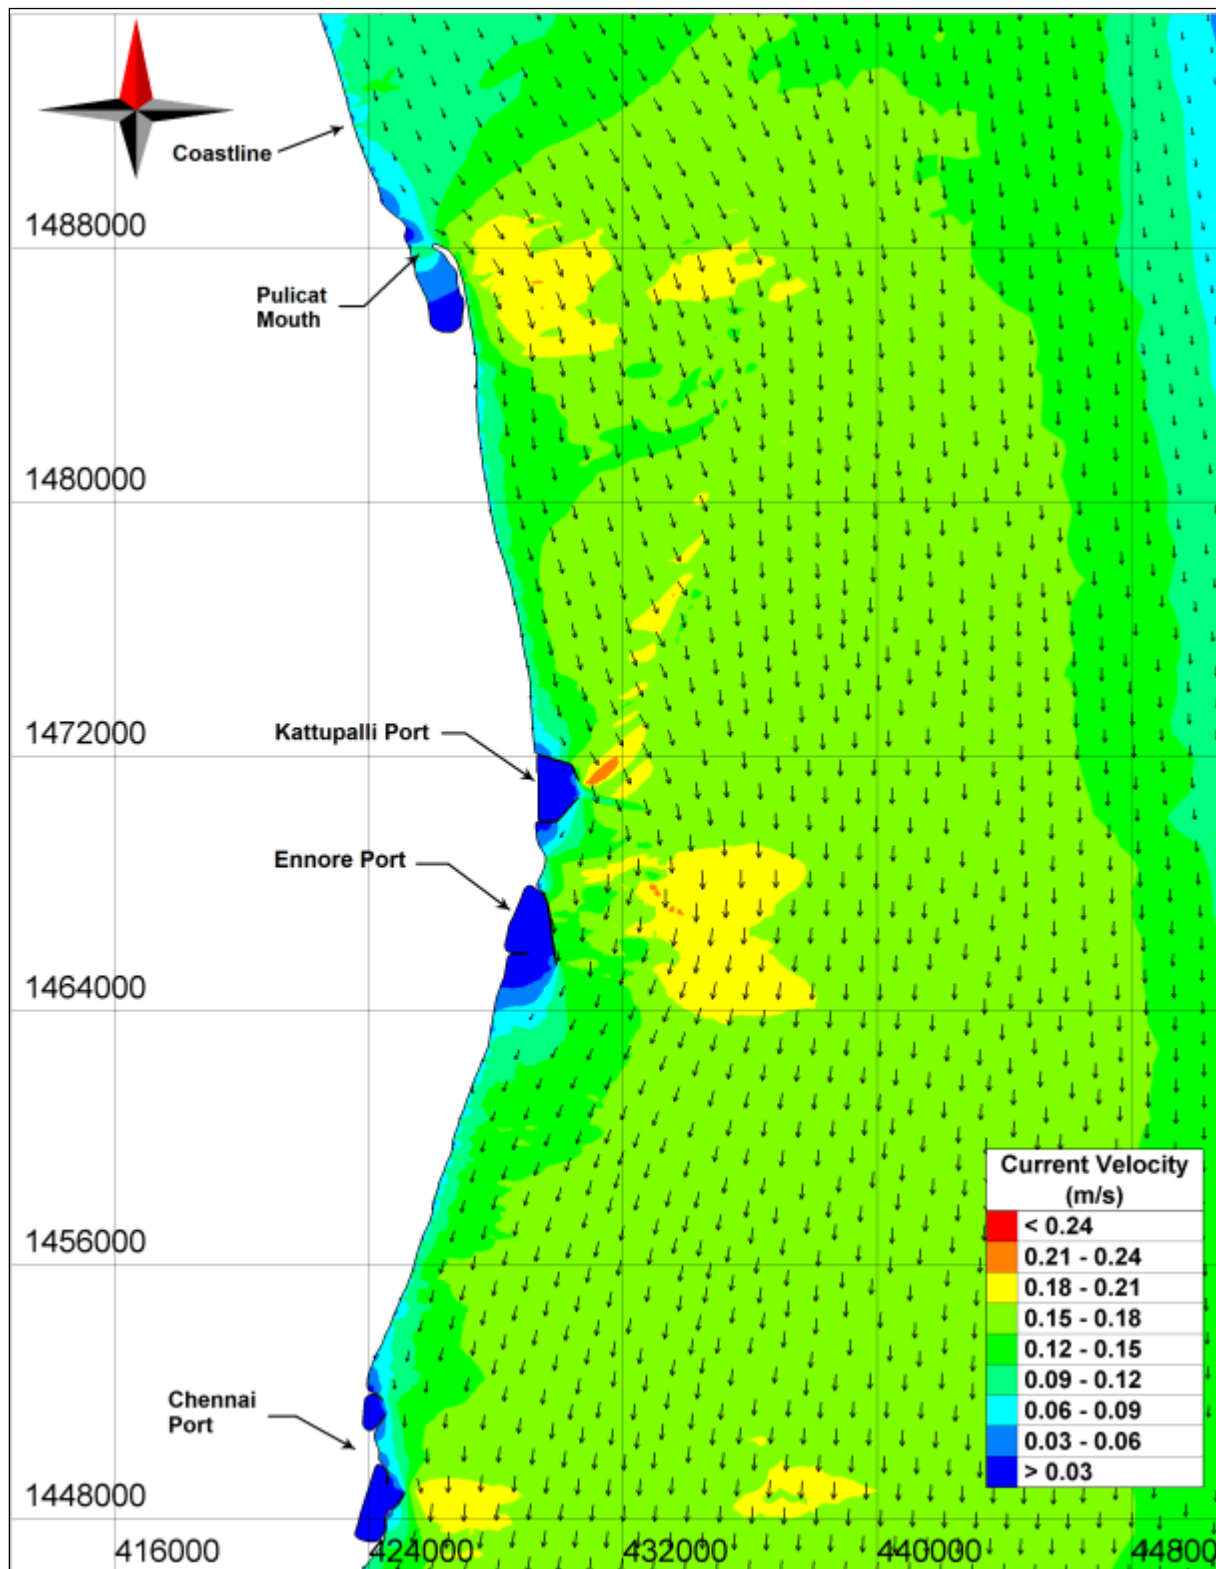 Coastline
1488000
Pulicat
Mouth
1480000
1472000
Kattupalli Port
Ennore Port
1464000
Current Velocity
(m/s)
< 0.24
0.21 - 0.24
0.18 - 0.21
0.15 - 0.18
0.12 - 0.15
0.09 - 0.12
0.06 - 0.09
0.03 - 0.06
> 0.03
1456000
Chennai
Port
1448000
416000 424000 432000 440000 448000